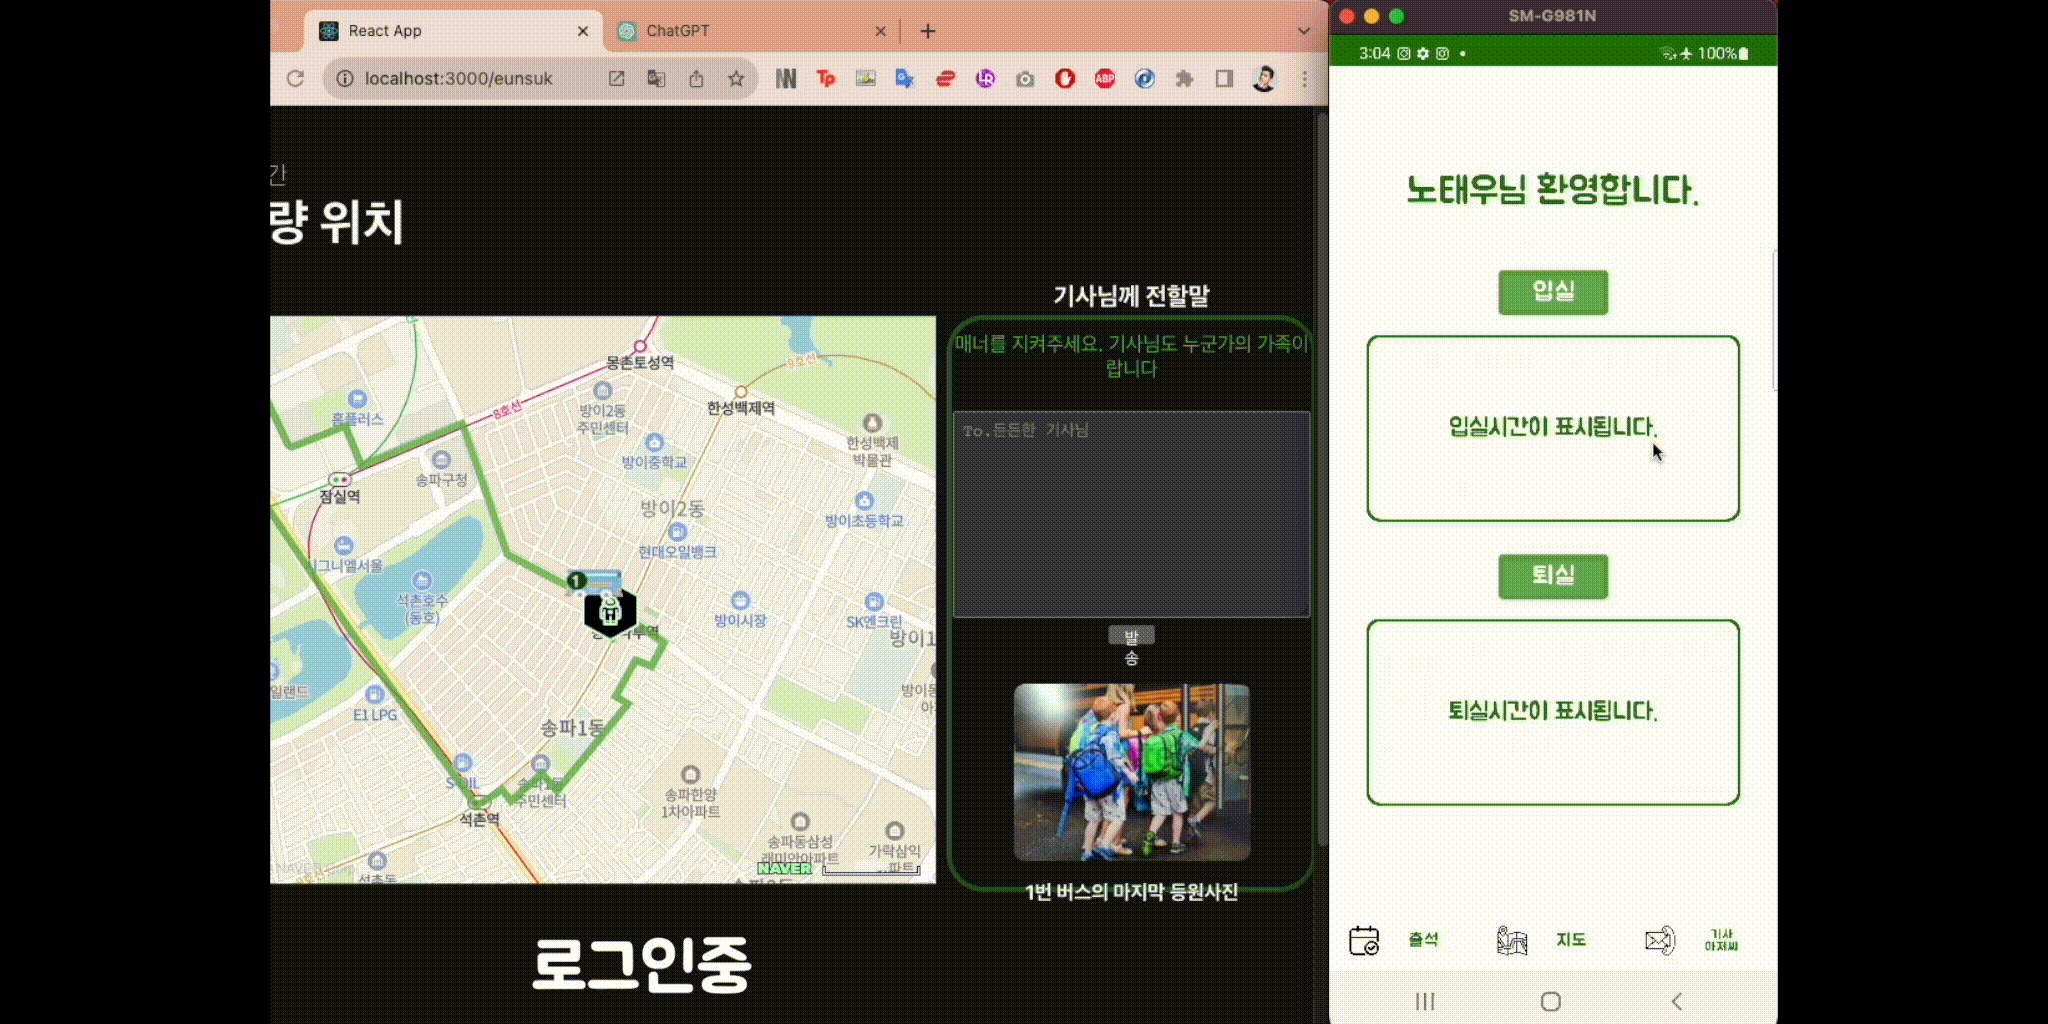 React App
ChatGPT
localhost:3000/eunsuk
간
량 위치
기사님께 전할말
매너를 지켜주세요. 기사님도 누군가의 가족이
랍니다
To.든든한 기사님
발
송
1번 버스의 마지막 등원사진
로그인중
몽촌토성역
8호선
9호선
한성백제역
홈플러스
방이2동
주민센터
한성백제
박물관
방이중학교
송파구청
잠실역
방이2동
방이초등학교
현대오일뱅크
그니엘서울
석촌호수
(동호)
1
방이시장
SK엔크린
방이1
일랜드
E1 LPG
방이동
송파1동
S-OIL
주민센터
석촌역
송파한양
1차아파트
송파동삼성
래미안아파트
가락삼익
파트
석촌동
NAVER
SM-G981N
3:04
100%
노태우님 환영합니다.
입실
입실시간이 표시됩니다.
퇴실
퇴실시간이 표시됩니다.
출석
지도
기사
아저씨